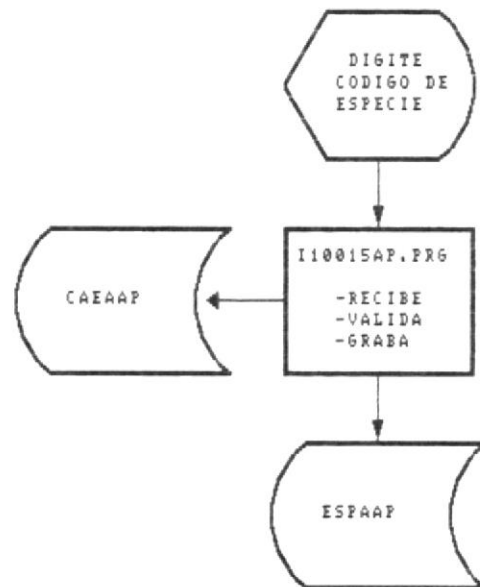 DIGITE
CODIGO DE
ESPECIE
I10015AP.PRG
CAEAAP
-RECIBE
-VALIDA
-GRABA
ESPAAP